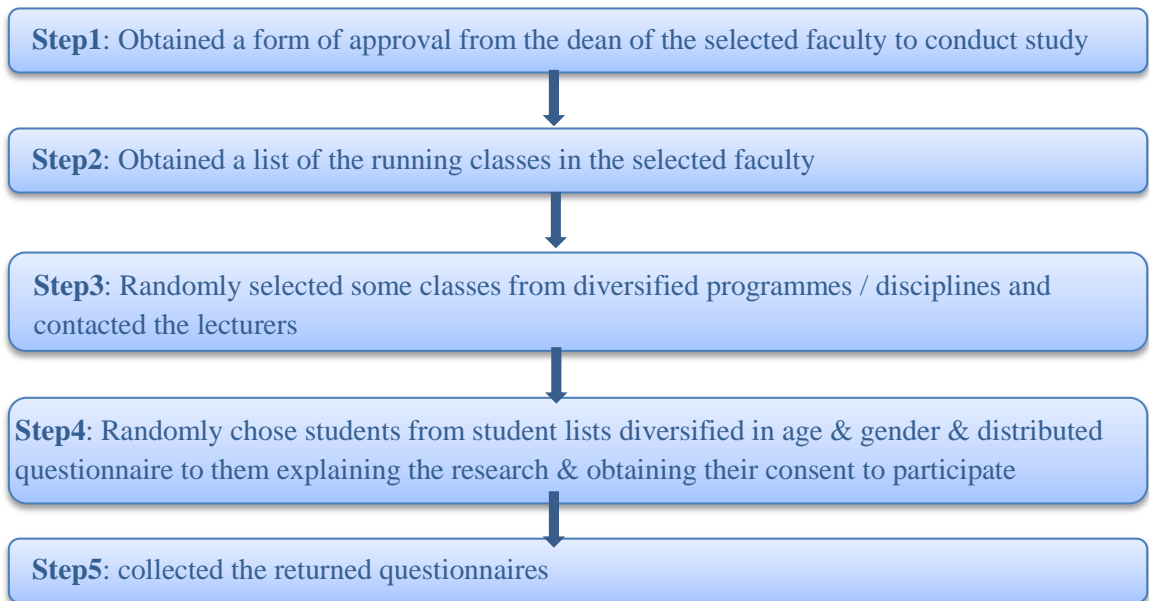 Step1: Obtained a form of approval from the dean of the selected faculty to conduct study
Step2: Obtained a list of the running classes in the selected faculty
Step3: Randomly selected some classes from diversified programmes / disciplines and
contacted the lecturers
Step4: Randomly chose students from student lists diversified in age & gender & distributed
questionnaire to them explaining the research & obtaining their consent to participate
Step5: collected the returned questionnaires